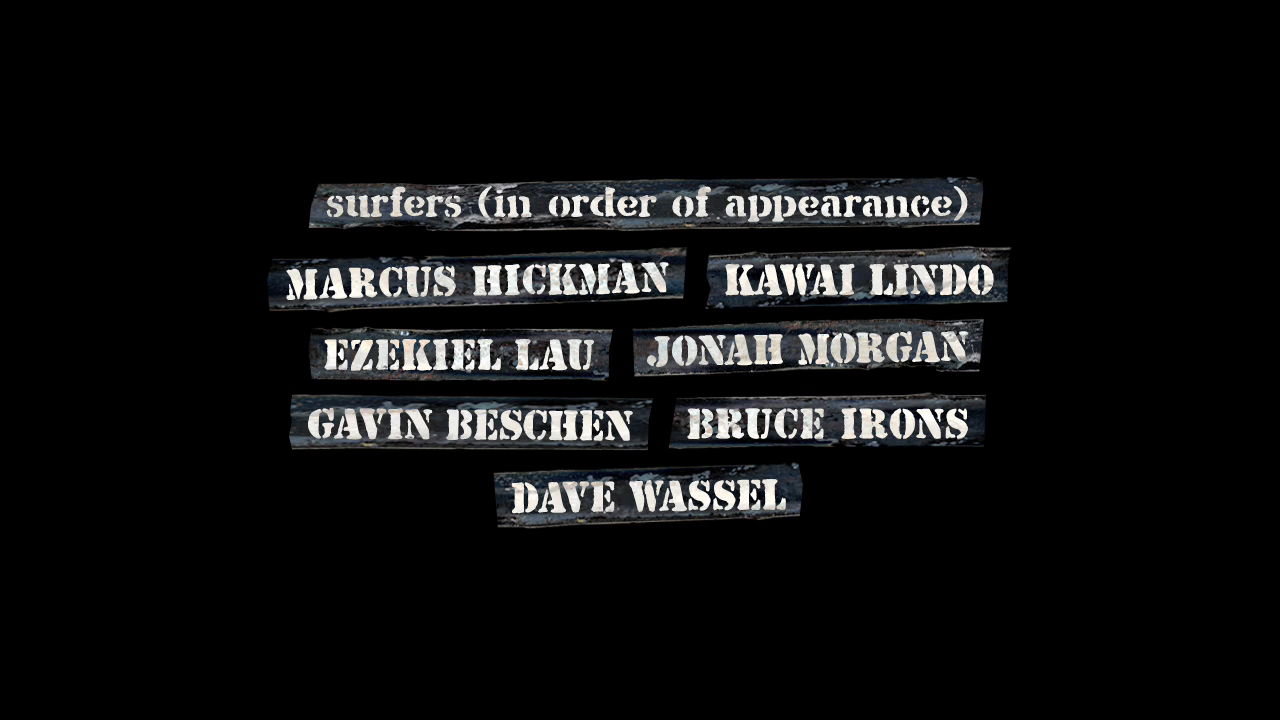 surfers (in order of appearance)
MARCUS HICKMAN KAWAI LINDO
EZEKIEL LAU JONAH MORGAN
GAVIN BESCHEN BRUCE IRONS
DAVE WASSEL